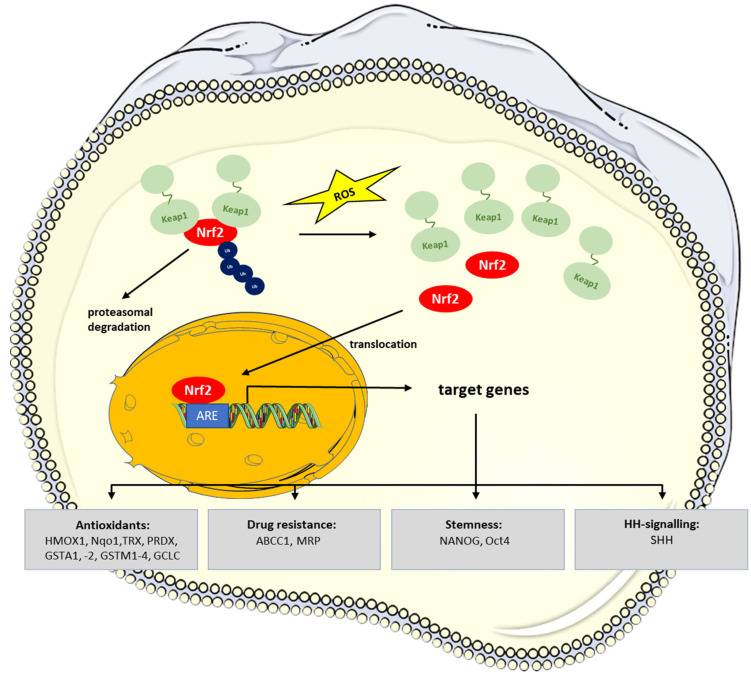 ROS
Keap1
Keap1
Nrf2
Ub
Ub
Ub
Ub
Keap1
Keap1
Keap1
Keap1
Nrf2
Nrf2
proteasomal
degradation
translocation
Nrf2
ARE
target genes
Antioxidants:
HMOX1, Nqo1,TRX, PRDX,
GSTA1, -2, GSTM1-4, GCLC
Drug resistance:
ABCC1, MRP
Stemness:
NANOG, Oct4
HH-signalling:
SHH